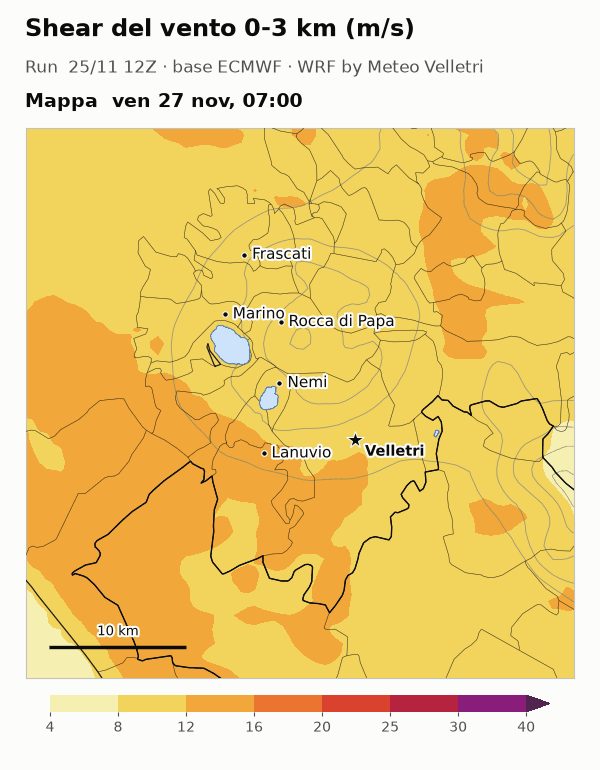 Shear del vento 0-3 km (m/s)
Run  25/11 12Z · base ECMWF · WRF by Meteo Velletri
Mappa  ven 27 nov, 07:00
Frascati
Marino
Rocca di Papa
Nemi
Velletri
Lanuvio
10 km
4 8 12 16 20 25 30 40